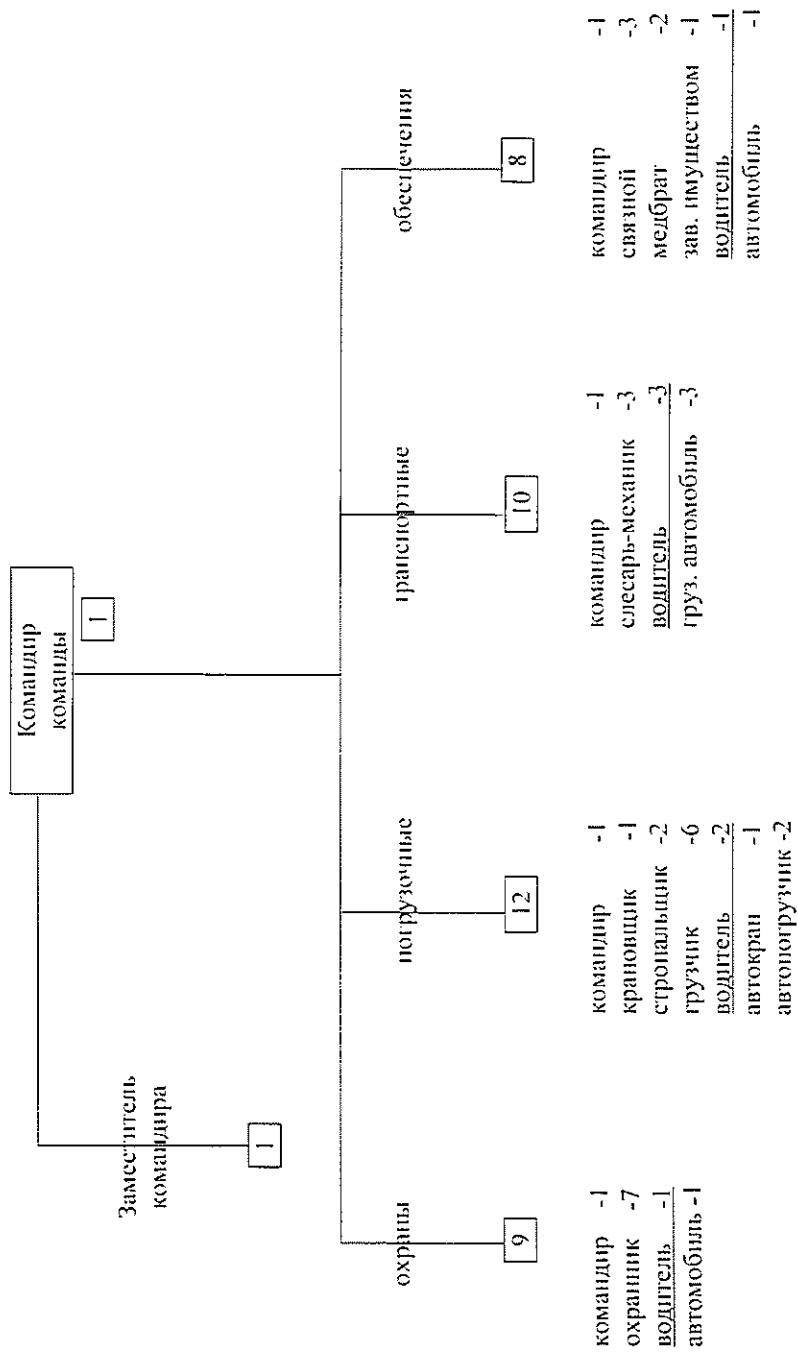 Командир
команды
1
Заместитель
командира
1
охраны
9
командир -1
охранник -7
водитель -1
автомобиль -1
погрузочные
12
командир -1
крановщик -1
стропальщик -2
грузчик -6
водитель -2
автокран -1
автопогрузчик -2
транспортные
10
командир -1
слесарь-механик -3
водитель -3
груз. автомобиль -3
обеспечения
8
командир -1
связной -3
медбрат -2
зав. имуществом -1
водитель -1
автомобиль -1